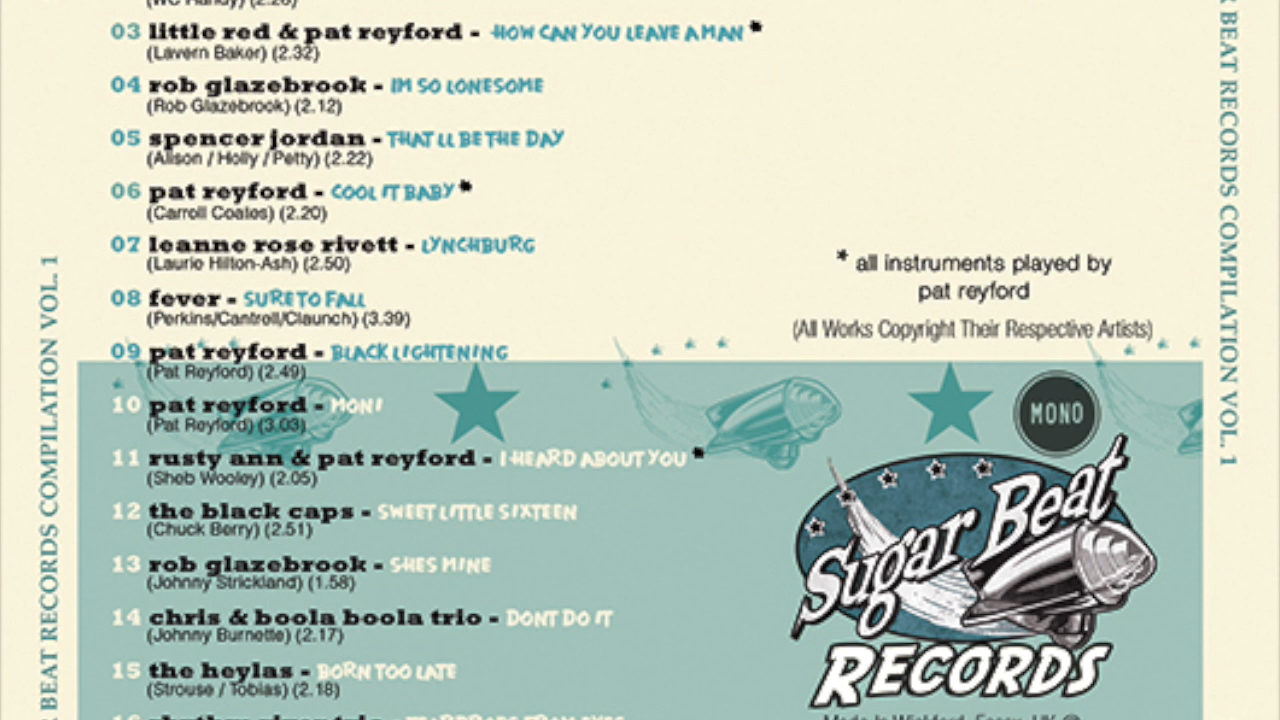 (WC Handy) (2.26)
03 little red & pat reyford - HOW CAN YOU LEAVE A MAN *
(Lavern Baker) (2.32)
04 rob glazebrook - IM SO LONESOME
(Rob Glazebrook) (2.12)
05 spencer jordan - THAT LL BE THE DAY
(Alison / Holly / Petty) (2.22)
06 pat reyford - COOL IT BABY *
(Carroll Coates) (2.20)
07 leanne rose rivett - LYNCHBURG
(Laurie Hilton-Ash) (2.50)
08 fever - SURE TO FALL
(Perkins/Cantrell/Claunch) (3.39)
09 pat reyford - BLACK LIGHTENING
(Pat Reyford) (2.49)
10 pat reyford - MONI
(Pat Reyford) (3.03)
11 rusty ann & pat reyford - I HEARD ABOUT YOU *
(Sheb Wooley) (2.05)
12 the black caps - SWEET LITTLE SIXTEEN
(Chuck Berry) (2.51)
13 rob glazebrook - SHES MINE
(Johnny Strickland) (1.58)
14 chris & boola boola trio - DONT DO IT
(Johnny Burnette) (2.17)
15 the heylas - BORN TOO LATE
(Strouse / Tobias) (2.18)
* all instruments played by
pat reyford
(All Works Copyright Their Respective Artists)
MONO
Sugar Beat
RECORDS
BEAT RECORDS COMPILATION VOL. 1
BEAT RECORDS COMPILATION VOL. 1